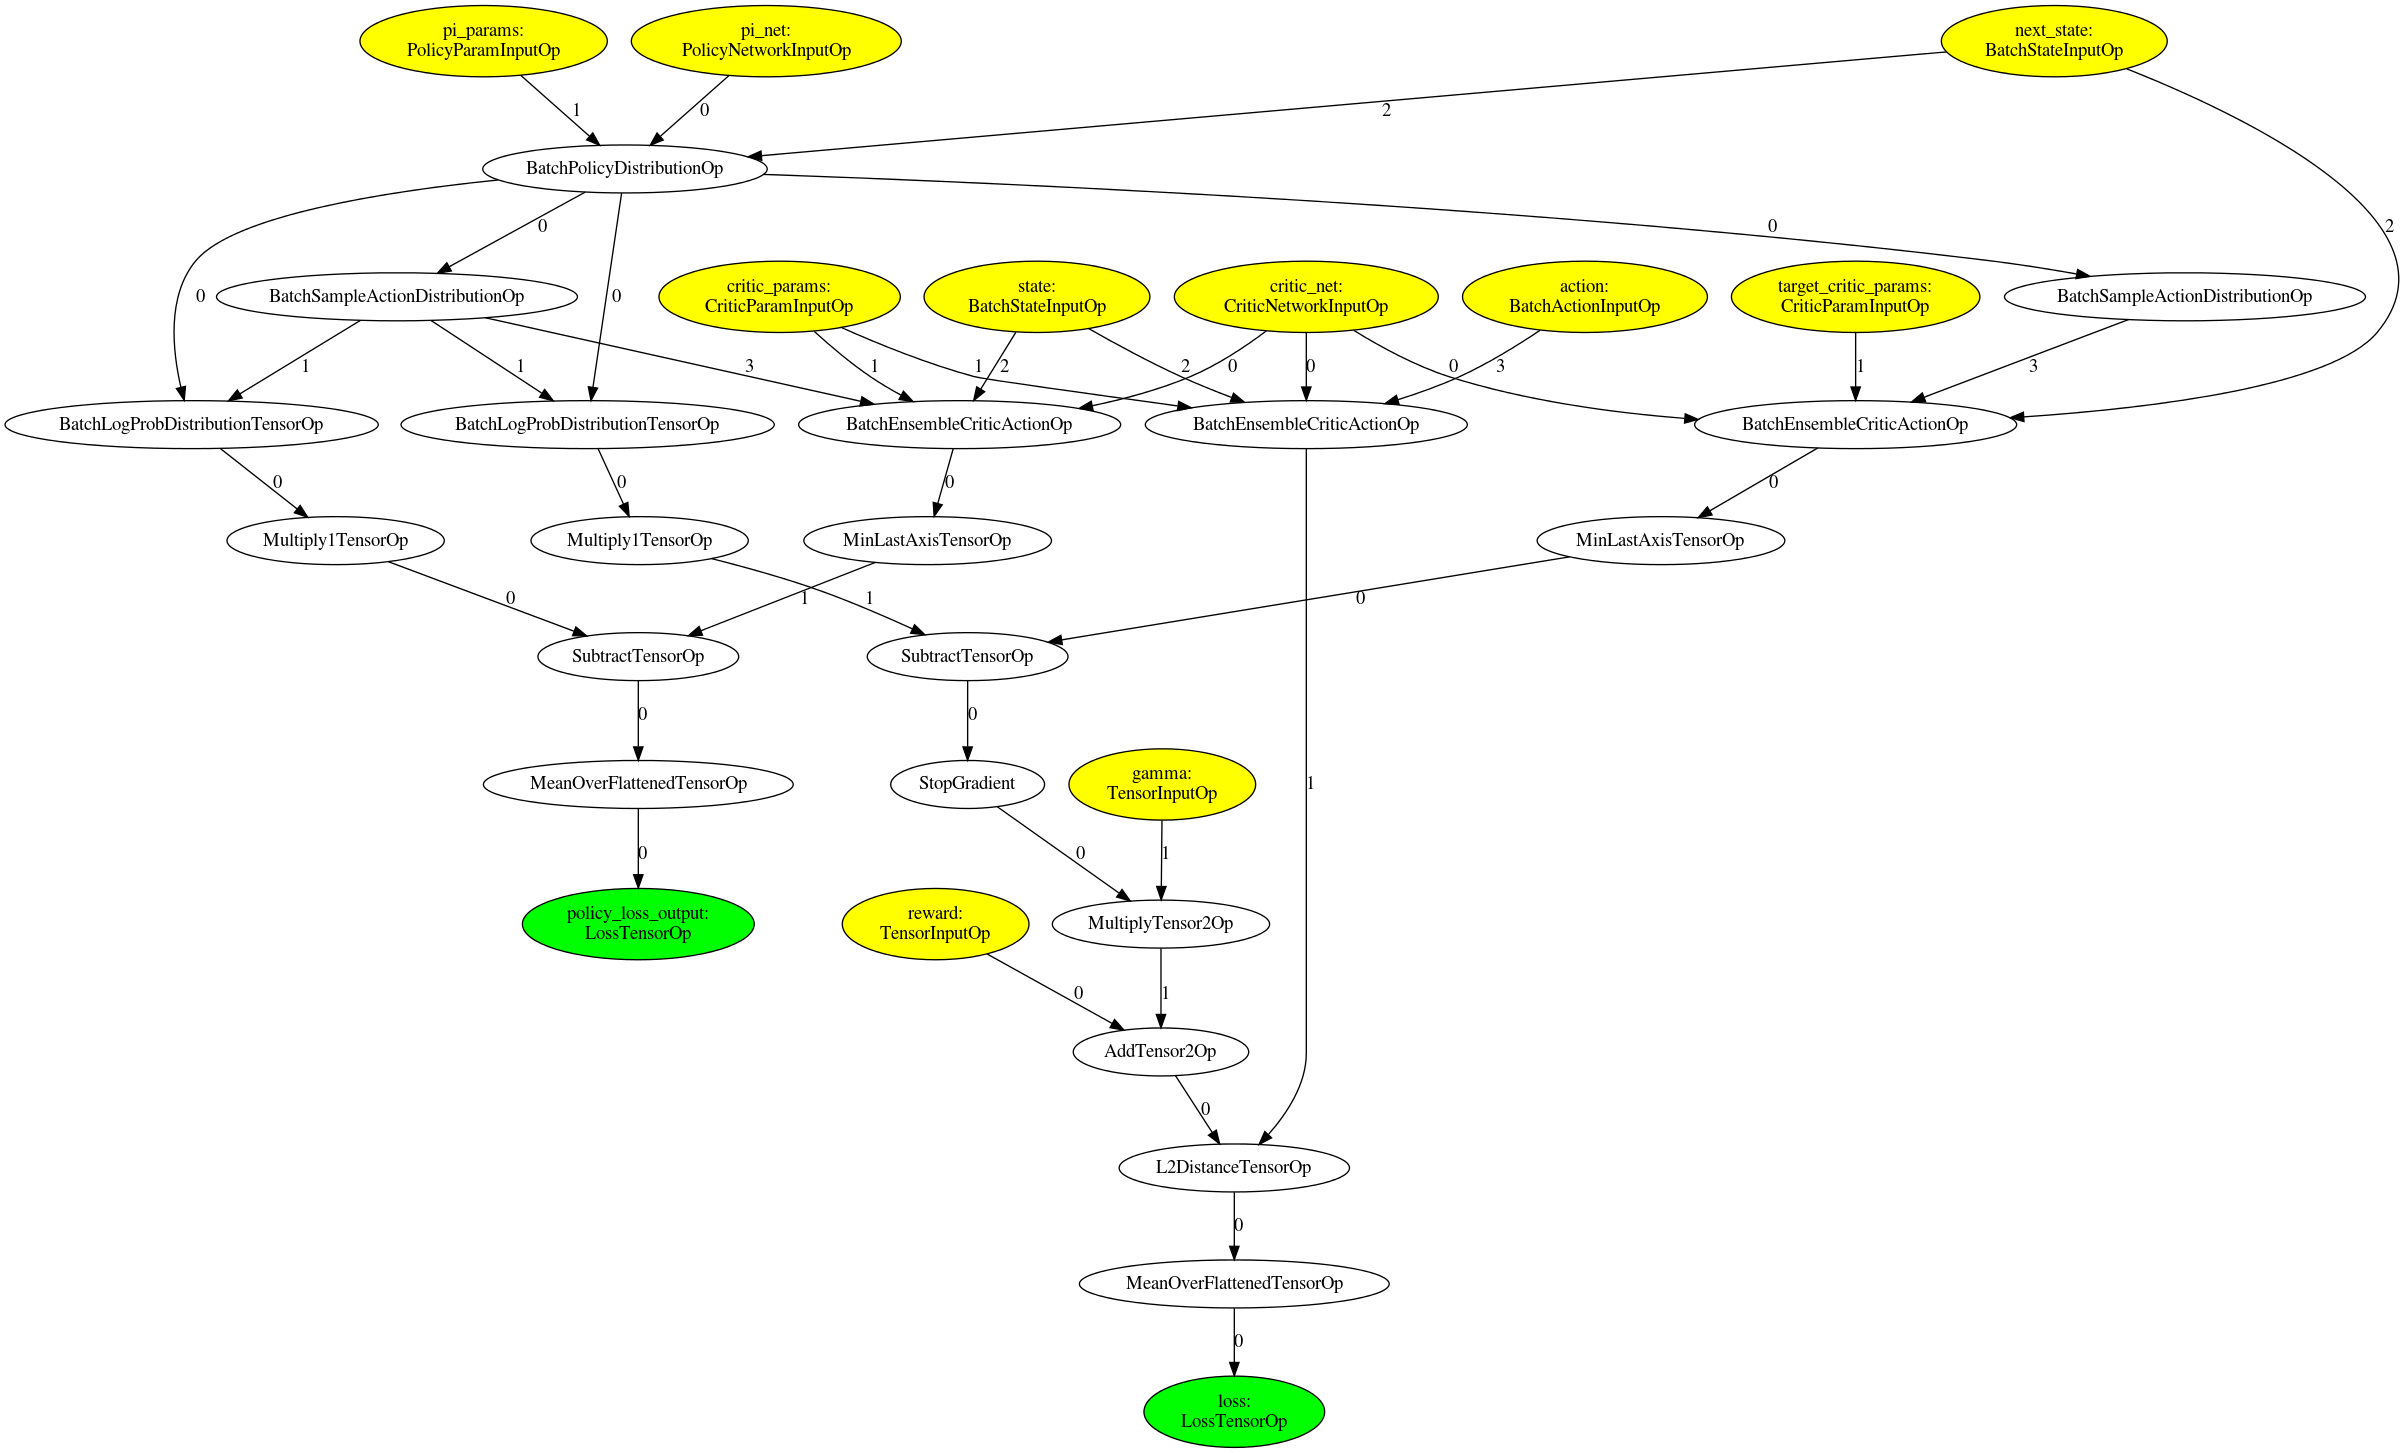 pi_params:
PolicyParamInputOp
pi_net:
PolicyNetworkInputOp
next_state:
BatchStateInputOp
1
0
2
BatchPolicyDistributionOp
0
0
2
0
0
BatchSampleActionDistributionOp
critic_params:
CriticParamInputOp
state:
BatchStateInputOp
critic_net:
CriticNetworkInputOp
action:
BatchActionInputOp
target_critic_params:
CriticParamInputOp
BatchSampleActionDistributionOp
1
1
3
1
1
2
2
0
0
0
3
1
3
BatchLogProbDistributionTensorOp
BatchLogProbDistributionTensorOp
BatchEnsembleCriticActionOp
BatchEnsembleCriticActionOp
BatchEnsembleCriticActionOp
0
0
0
0
Multiply1TensorOp
Multiply1TensorOp
MinLastAxisTensorOp
MinLastAxisTensorOp
0
1
1
0
SubtractTensorOp
SubtractTensorOp
0
0
MeanOverFlattenedTensorOp
StopGradient
gamma:
TensorInputOp
1
0
0
1
policy_loss_output:
LossTensorOp
reward:
TensorInputOp
MultiplyTensor2Op
0
1
AddTensor2Op
0
L2DistanceTensorOp
0
MeanOverFlattenedTensorOp
0
loss:
LossTensorOp